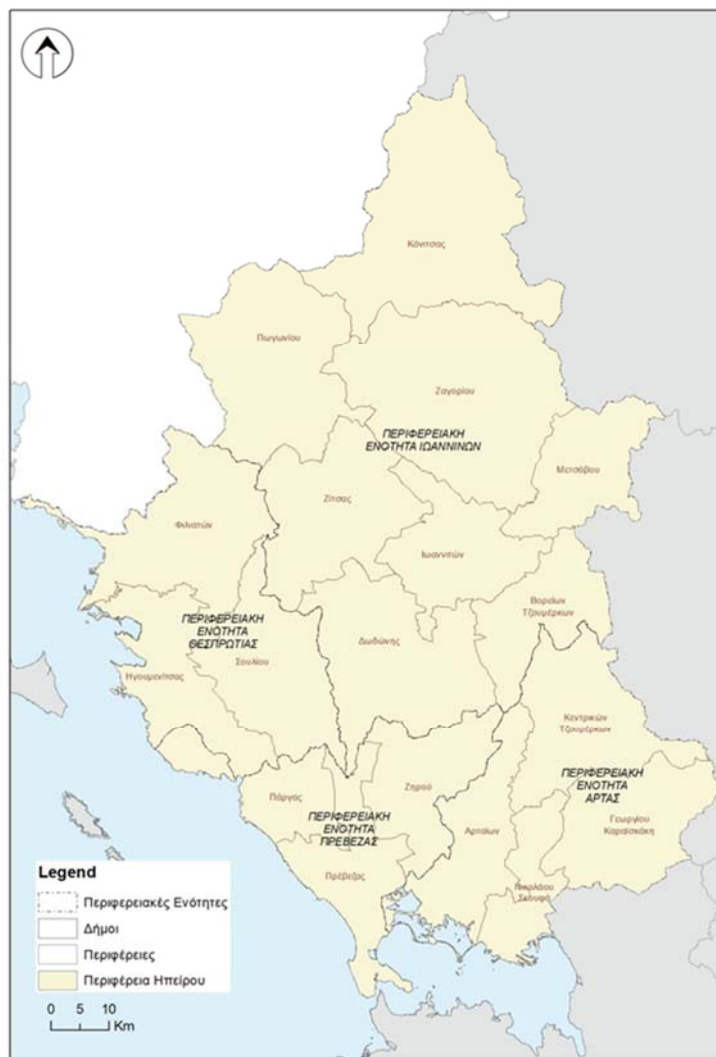 Κόνιτσας
Πωγωνίου
Ζαγορίου
ΠΕΡΙΦΕΡΕΙΑΚΗ
ΕΝΟΤΗΤΑ ΙΩΑΝΝΙΝΩΝ
Μετσόβου
Ζίτσας
Φιλιατών
Ιωαννιτών
Βορείων
Τζουμέρκων
ΠΕΡΙΦΕΡΕΙΑΚΗ
ΕΝΟΤΗΤΑ
ΘΕΣΠΡΩΤΙΑΣ
Δωδώνης
Σουλίου
Ηγουμενίτσας
Κεντρικών
Τζουμέρκων
ΠΕΡΙΦΕΡΕΙΑΚΗ
ΕΝΟΤΗΤΑ
ΑΡΤΑΣ
Ζηρού
Πάργας
ΠΕΡΙΦΕΡΕΙΑΚΗ
ΕΝΟΤΗΤΑ
ΠΡΕΒΕΖΑΣ
Γεωργίου
Καραϊσκάκη
Αρταίων
Πρέβεζας
Νικολάου
Σκουφά
Legend
Περιφερειακές Ενότητες
Δήμοι
Περιφέρειες
Περιφέρεια Ηπείρου
0 5 10
Km